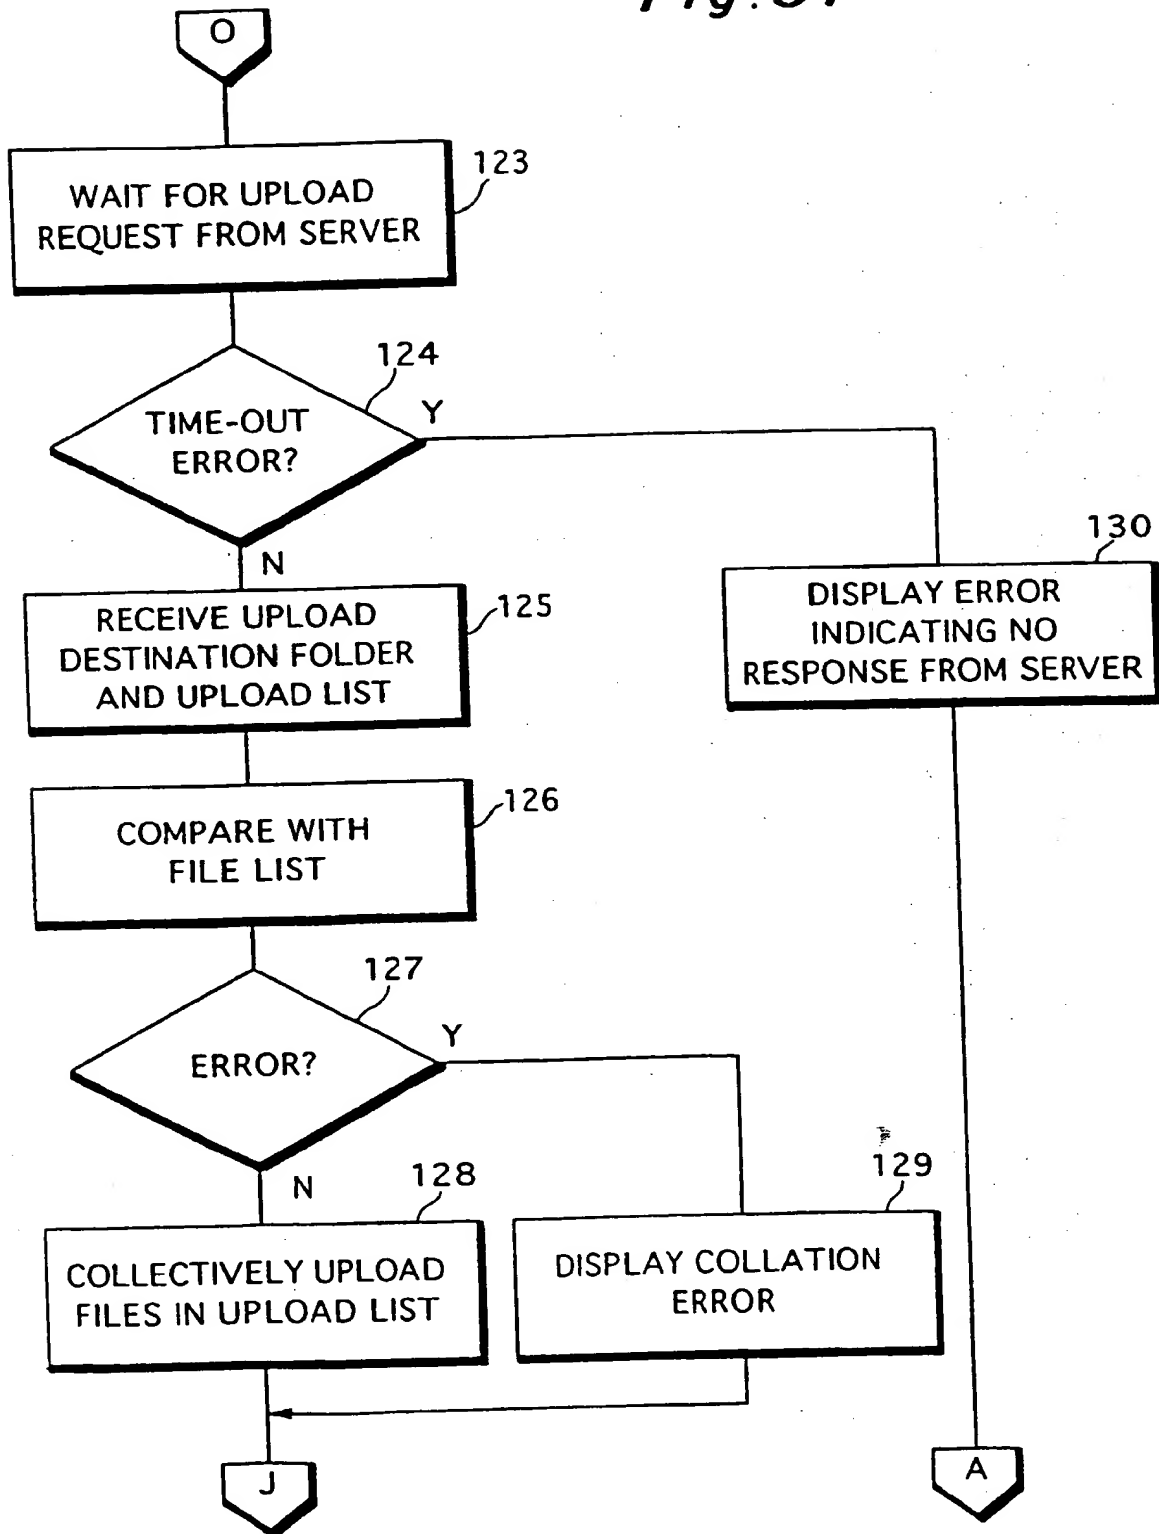 O
WAIT FOR UPLOAD
REQUEST FROM SERVER
123
TIME-OUT
ERROR?
124
Y
N
RECEIVE UPLOAD
DESTINATION FOLDER
AND UPLOAD LIST
125
DISPLAY ERROR
INDICATING NO
RESPONSE FROM SERVER
130
COMPARE WITH
FILE LIST
126
ERROR?
127
Y
N
COLLECTIVELY UPLOAD
FILES IN UPLOAD LIST
128
DISPLAY COLLATION
ERROR
129
J
A